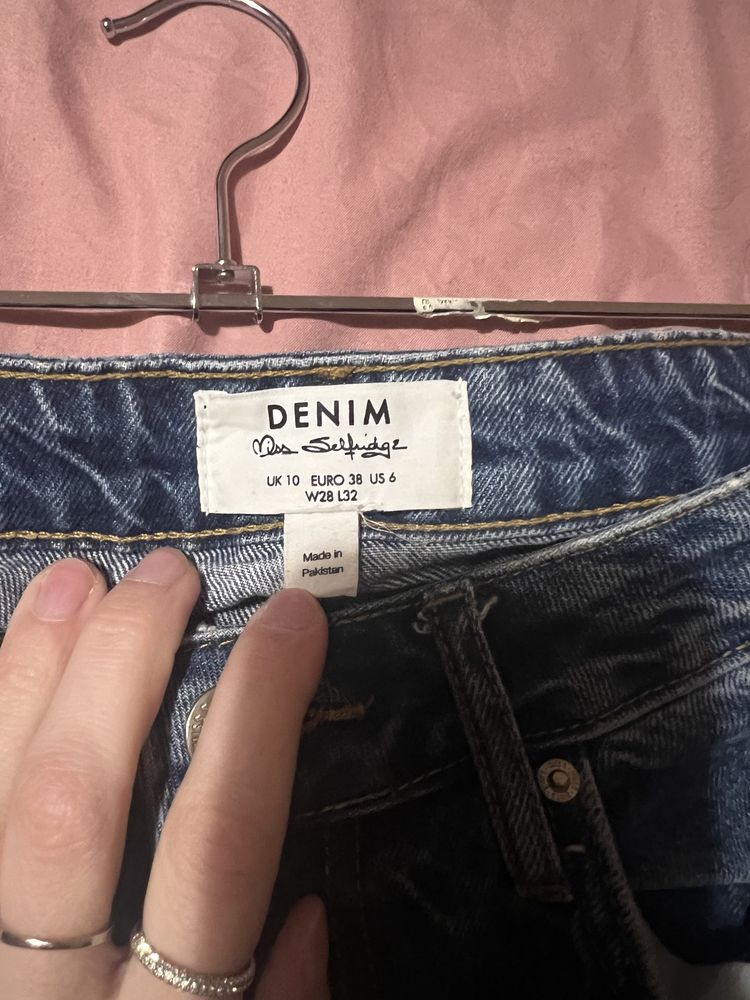 DENIM
Miss Selfridge
UK 10 EURO 38 US 6
W28 L32
Made in
Pakistan